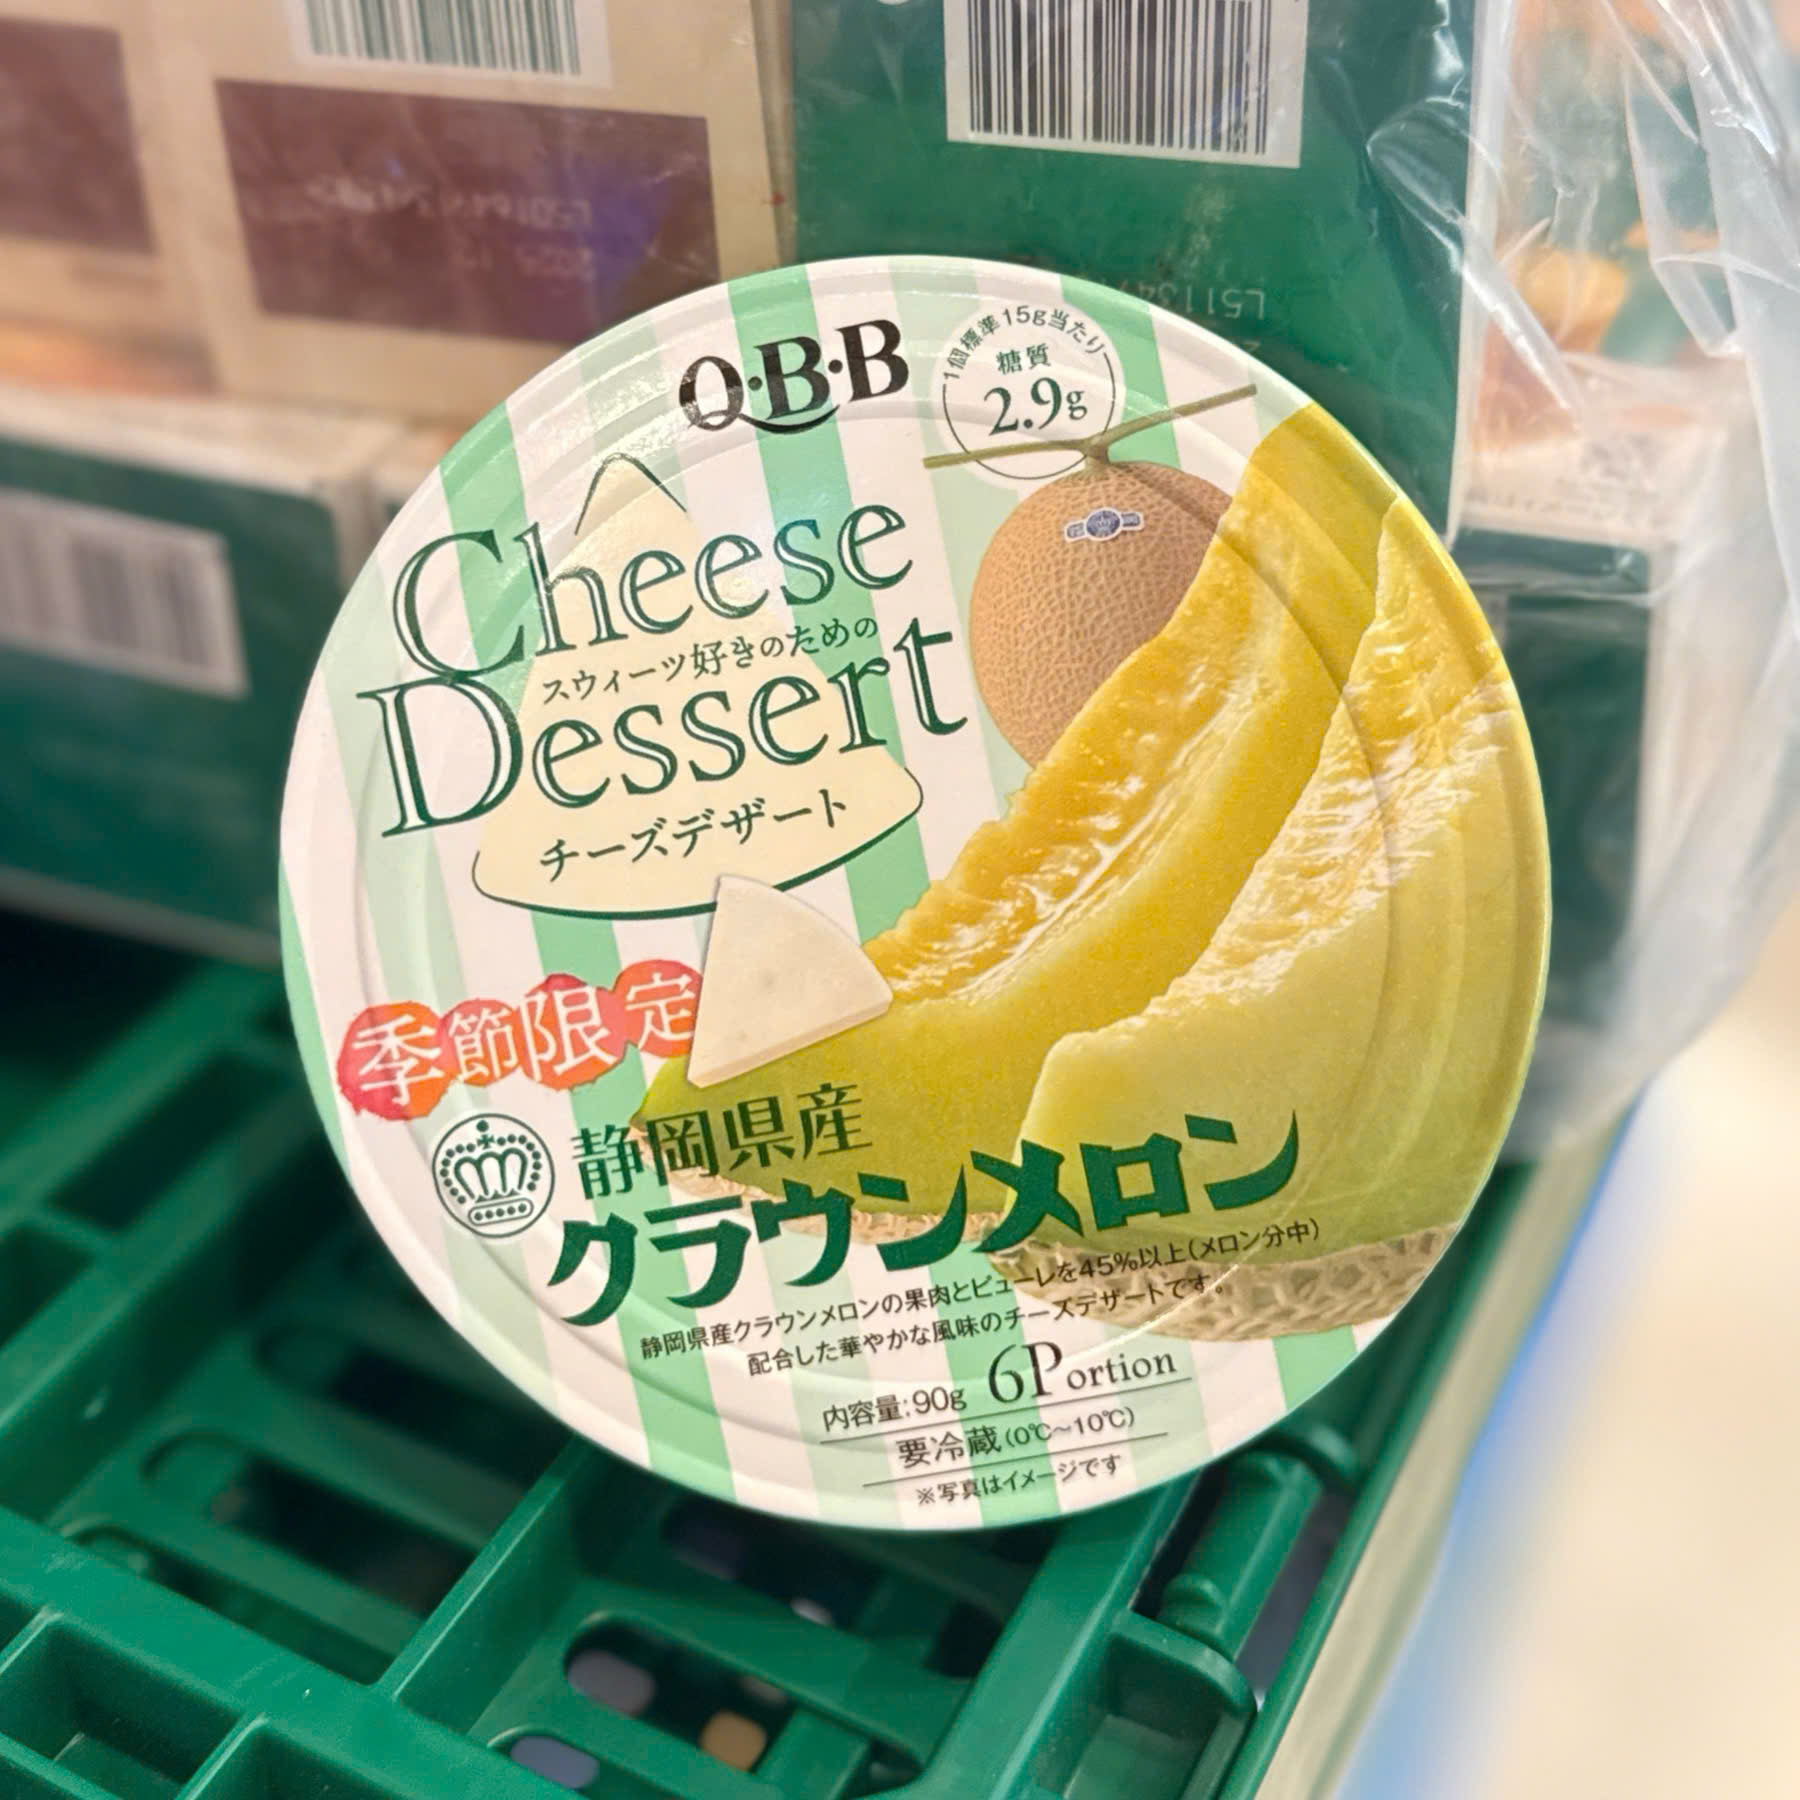 Q・B・B
1個標準15g当たり
糖質
2.9g
Cheese
スウィーツ好きのための
Dessert
チーズデザート
季節限定
静岡県産
クラウンメロン
静岡県産クラウンメロンの果肉とピューレを45%以上(メロン分中)
配合した華やかな風味のチーズデザートです。
内容量:90g 6Portion
要冷蔵(0℃~10℃)
※写真はイメージです